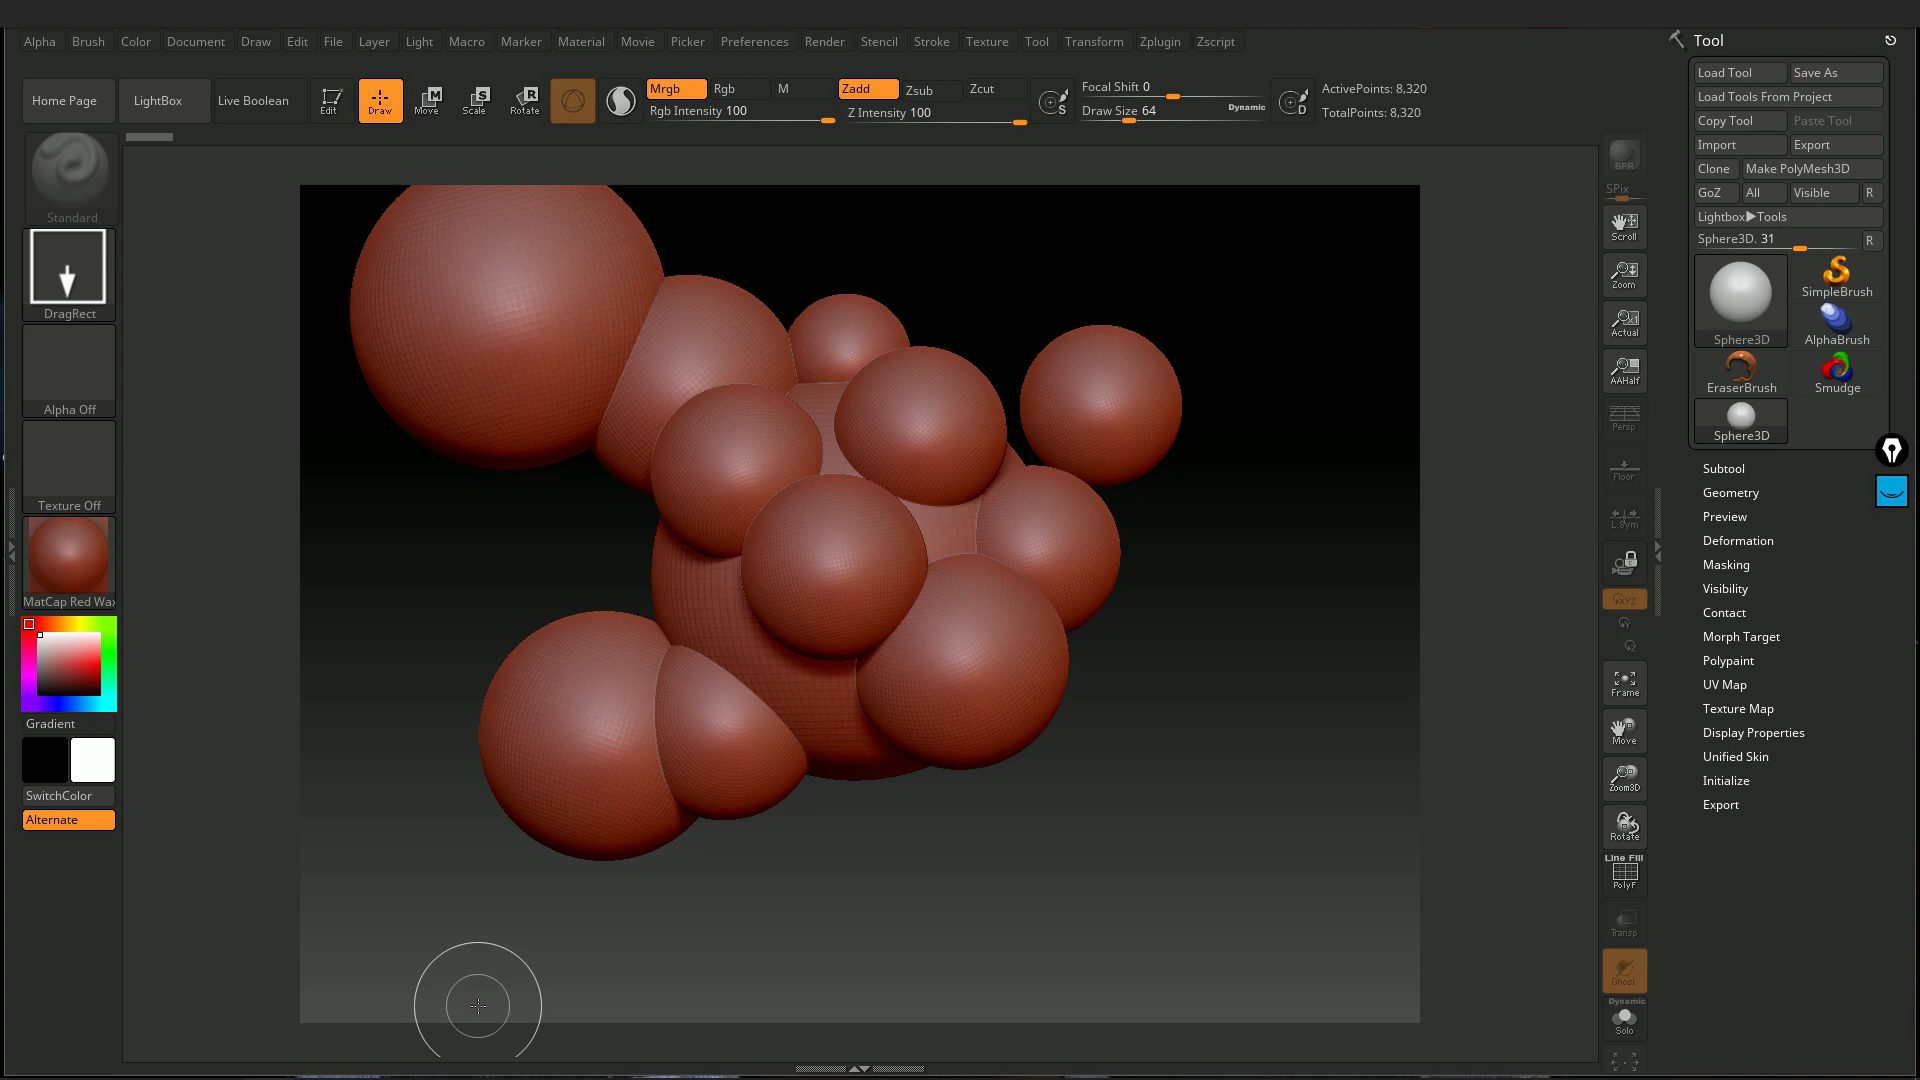 Alpha Brush Color Document Draw Edit File Layer Light Macro Marker Material Movie Picker Preferences Render Stencil Stroke Texture Tool Transform Zplugin Zscript
Home Page LightBox Live Boolean Edit Draw Move Scale Rotate
M S R
Mrgb Rgb M Zadd Zsub Zcut
Rgb Intensity 100 Z Intensity 100
S
Focal Shift 0
Draw Size 64 Dynamic
D
ActivePoints: 8,320
TotalPoints: 8,320
Standard
DragRect
Alpha Off
Texture Off
MatCap Red Wax
Gradient
SwitchColor
Alternate
BPR
SPix
Scroll
Zoom
Actual
AAHalf
Persp
Floor
L.Sym
XYZ
Y
Z
Frame
Move
Zoom3D
Rotate
Line Fill
PolyF
Transp
Ghost
Dynamic
Solo
Tool
Load Tool Save As
Load Tools From Project
Copy Tool Paste Tool
Import Export
Clone Make PolyMesh3D
GoZ All Visible R
Lightbox▶Tools
Sphere3D. 31 R
Sphere3D SimpleBrush
AlphaBrush
EraserBrush Smudge
Sphere3D
Subtool
Geometry
Preview
Deformation
Masking
Visibility
Contact
Morph Target
Polypaint
UV Map
Texture Map
Display Properties
Unified Skin
Initialize
Export